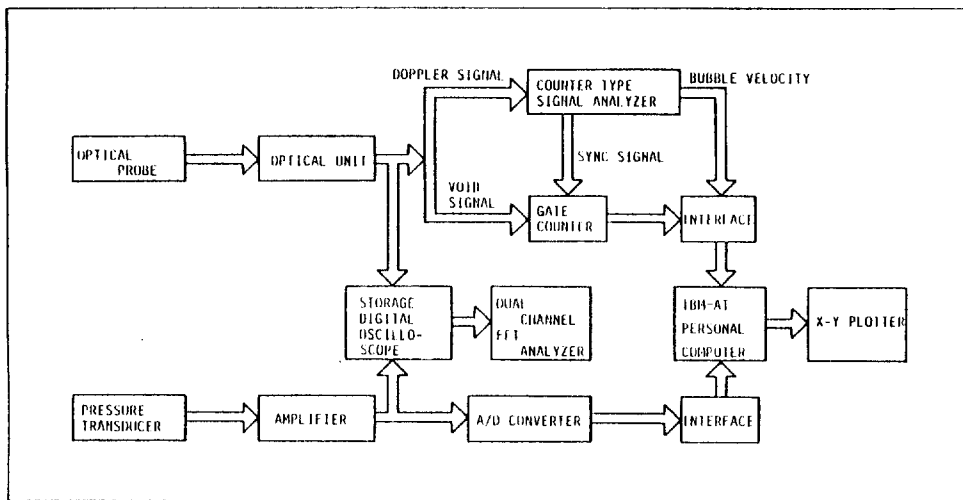 DOPPLER SIGNAL
COUNTER TYPE
SIGNAL ANALYZER
BUBBLE VELOCITY
OPTICAL
PROBE
OPTICAL UNIT
SYNC SIGNAL
VOID
SIGNAL
GATE
COUNTER
INTERFACE
STORAGE
DIGITAL
OSCILLO-
SCOPE
DUAL
CHANNEL
FFT
ANALYZER
IBM-AT
PERSONAL
COMPUTER
X-Y PLOTTER
PRESSURE
TRANSDUCER
AMPLIFIER
A/D CONVERTER
INTERFACE